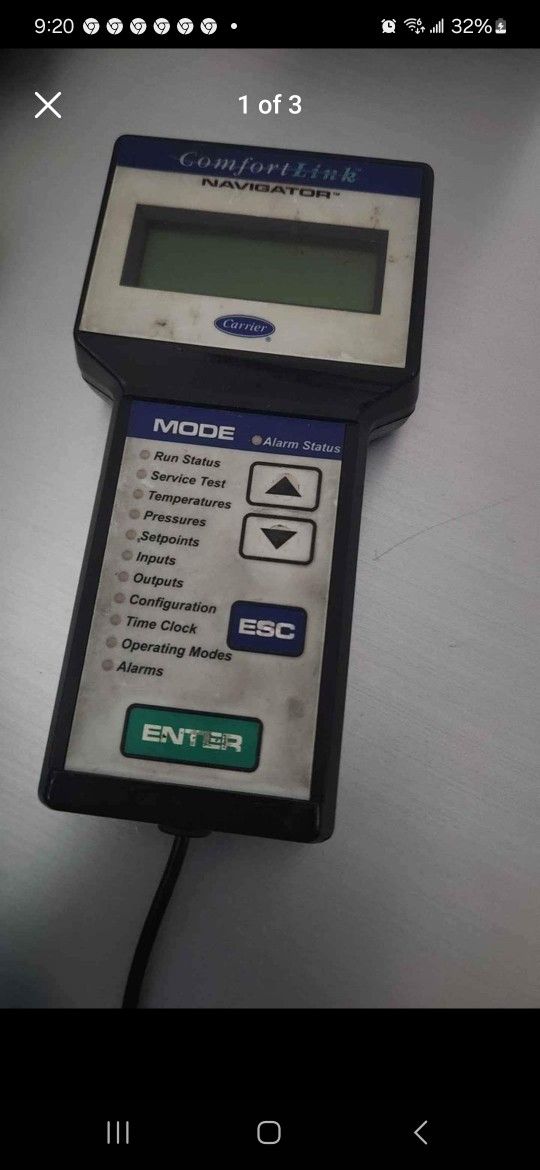 9:20
32%
1 of 3
ComfortLink
NAVIGATOR™
Carrier
MODE
Alarm Status
Run Status
Service Test
Temperatures
Pressures
Setpoints
Inputs
Outputs
Configuration
Time Clock
Operating Modes
Alarms
ESC
ENTER